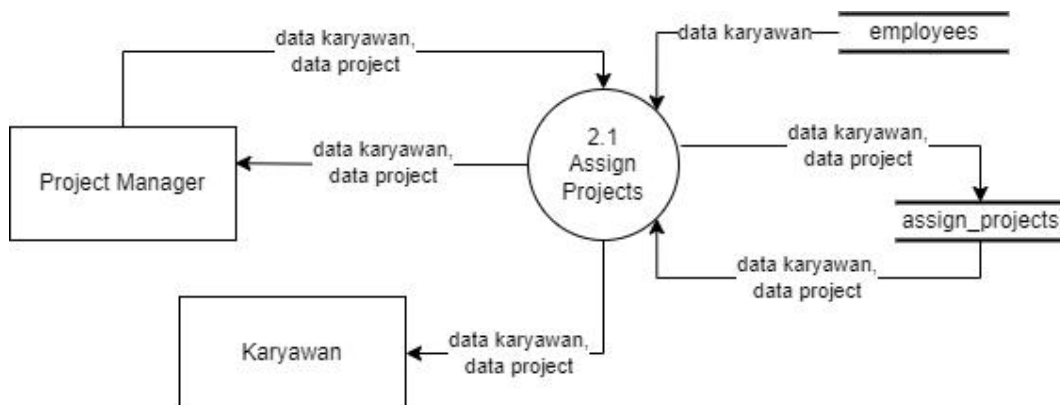 data karyawan,
data project
data karyawan
employees
2.1
Assign
Projects
data karyawan,
data project
data karyawan,
data project
Project Manager
assign_projects
data karyawan,
data project
Karyawan
data karyawan,
data project